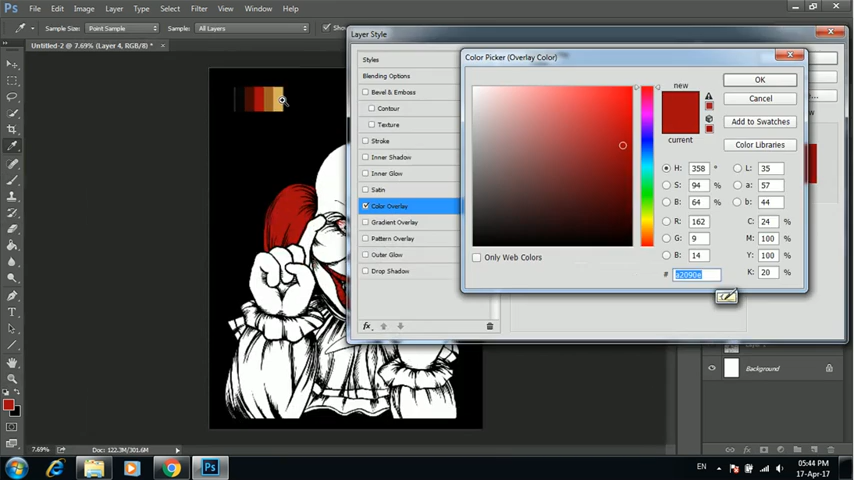 Ps File Edit Image Layer Type Select Filter View Window Help
Sample Size: Point Sample Sample: All Layers Show
Untitled-2 @ 7.69% (Layer 4, RGB/8) * ×
Layer Style
Styles
Blending Options
Bevel & Emboss
Contour
Texture
Stroke
Inner Shadow
Inner Glow
Satin
Color Overlay
Gradient Overlay
Pattern Overlay
Outer Glow
Drop Shadow
fx
Color Picker (Overlay Color)
new
current
OK
Cancel
Add to Swatches
Color Libraries
H: 358 °
S: 94 %
B: 64 %
R: 162
G: 9
B: 14
L: 35
a: 57
b: 44
C: 24 %
M: 100 %
Y: 100 %
K: 20 %
# a2090e
Only Web Colors
Background
7.69% Doc: 122.3M/301.6M
Ps
EN
05:44 PM
17-Apr-17